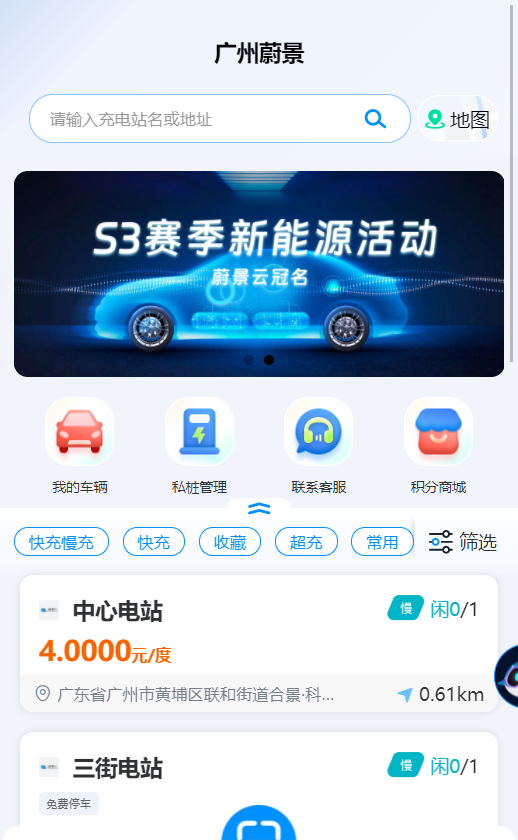 广州蔚景
请输入充电站名或地址
地图
S3赛季新能源活动
蔚景云冠名
我的车辆 私桩管理 联系客服 积分商城
快充慢充 快充 收藏 超充 常用 筛选
中心电站 慢 闲0/1
4.0000元/度
广东省广州市黄埔区联和街道合景·科... 0.61km
三街电站 慢 闲0/1
免费停车